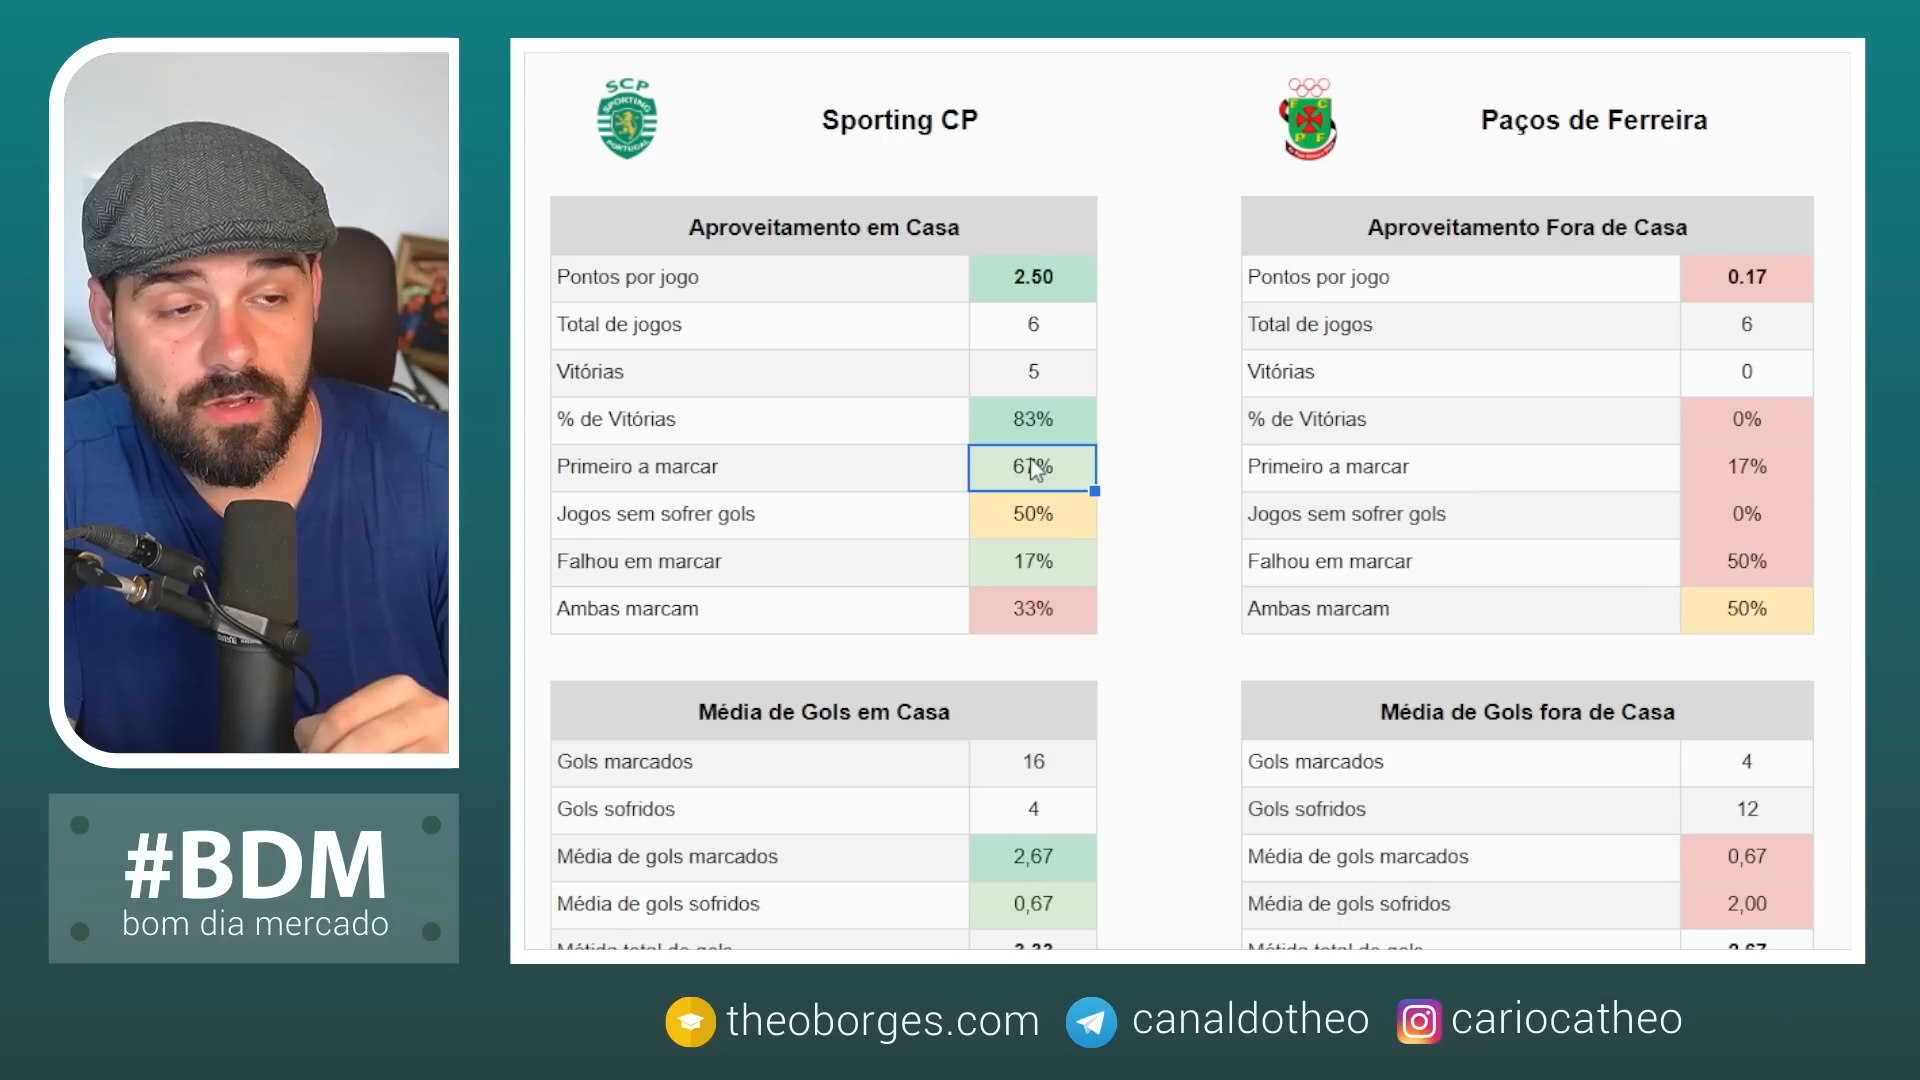 SCP
SPORTING
PORTUGAL
Sporting CP
F C
P F
Paços de Ferreira
Aproveitamento em Casa
Pontos por jogo 2.50
Total de jogos 6
Vitórias 5
% de Vitórias 83%
Primeiro a marcar 67%
Jogos sem sofrer gols 50%
Falhou em marcar 17%
Ambas marcam 33%
Aproveitamento Fora de Casa
Pontos por jogo 0.17
Total de jogos 6
Vitórias 0
% de Vitórias 0%
Primeiro a marcar 17%
Jogos sem sofrer gols 0%
Falhou em marcar 50%
Ambas marcam 50%
Média de Gols em Casa
Gols marcados 16
Gols sofridos 4
Média de gols marcados 2,67
Média de gols sofridos 0,67
Média de Gols fora de Casa
Gols marcados 4
Gols sofridos 12
Média de gols marcados 0,67
Média de gols sofridos 2,00
#BDM
bom dia mercado
theoborges.com
canaldotheo
cariocatheo